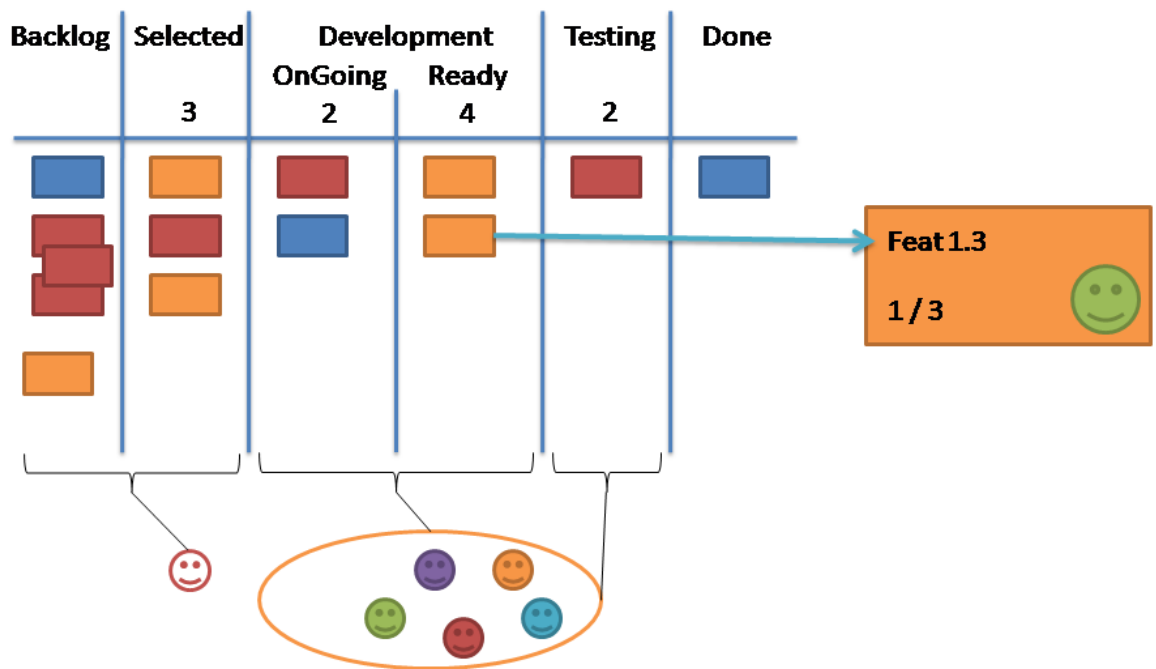 Backlog Selected Development Testing Done
OnGoing Ready
3 2 4 2
Feat 1.3
1 / 3